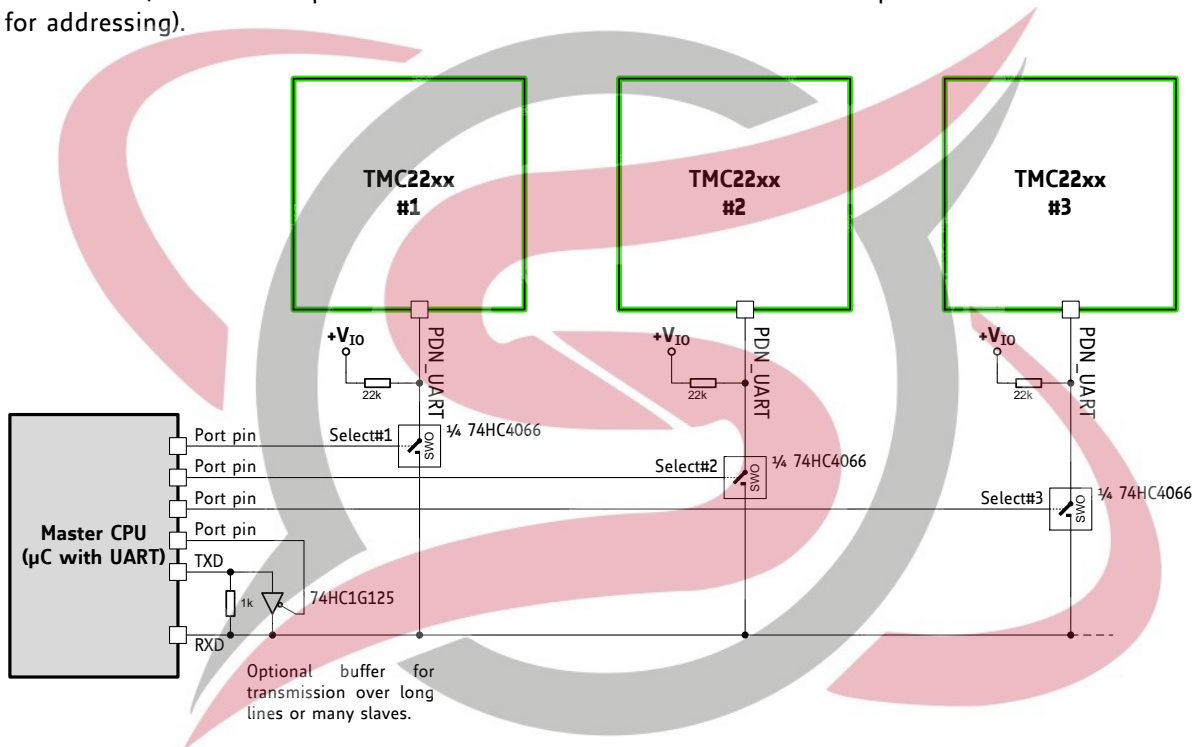 for addressing).
TMC22xx
#1
TMC22xx
#2
TMC22xx
#3
+VIO
22k
PDN_UART
+VIO
22k
PDN_UART
+VIO
22k
PDN_UART
Port pin
Select#1
SWO
¼ 74HC4066
Port pin
Select#2
SWO
¼ 74HC4066
Port pin
Select#3
SWO
¼ 74HC4066
Port pin
Master CPU
(µC with UART)
TXD
1k
74HC1G125
RXD
Optional buffer for
transmission over long
lines or many slaves.